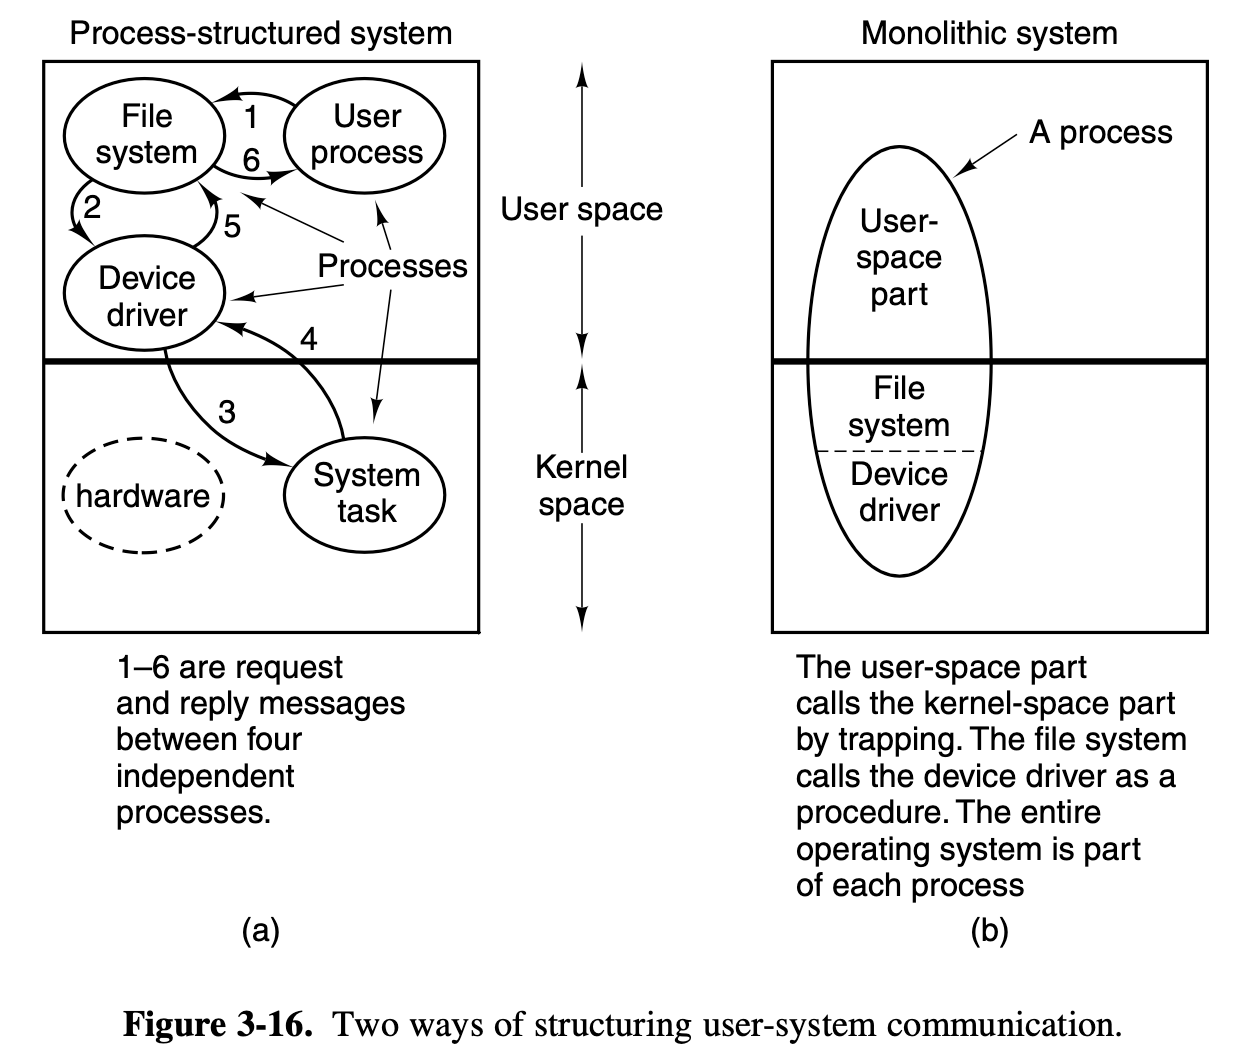 Process-structured system
File
system
1
User
process
6
2
5
Device
driver
Processes
4
3
hardware
System
task
1–6 are request
and reply messages
between four
independent
processes.
(a)
User space
Kernel
space
Monolithic system
A process
User-
space
part
File
system
Device
driver
The user-space part
calls the kernel-space part
by trapping. The file system
calls the device driver as a
procedure. The entire
operating system is part
of each process
(b)
Figure 3-16. Two ways of structuring user-system communication.